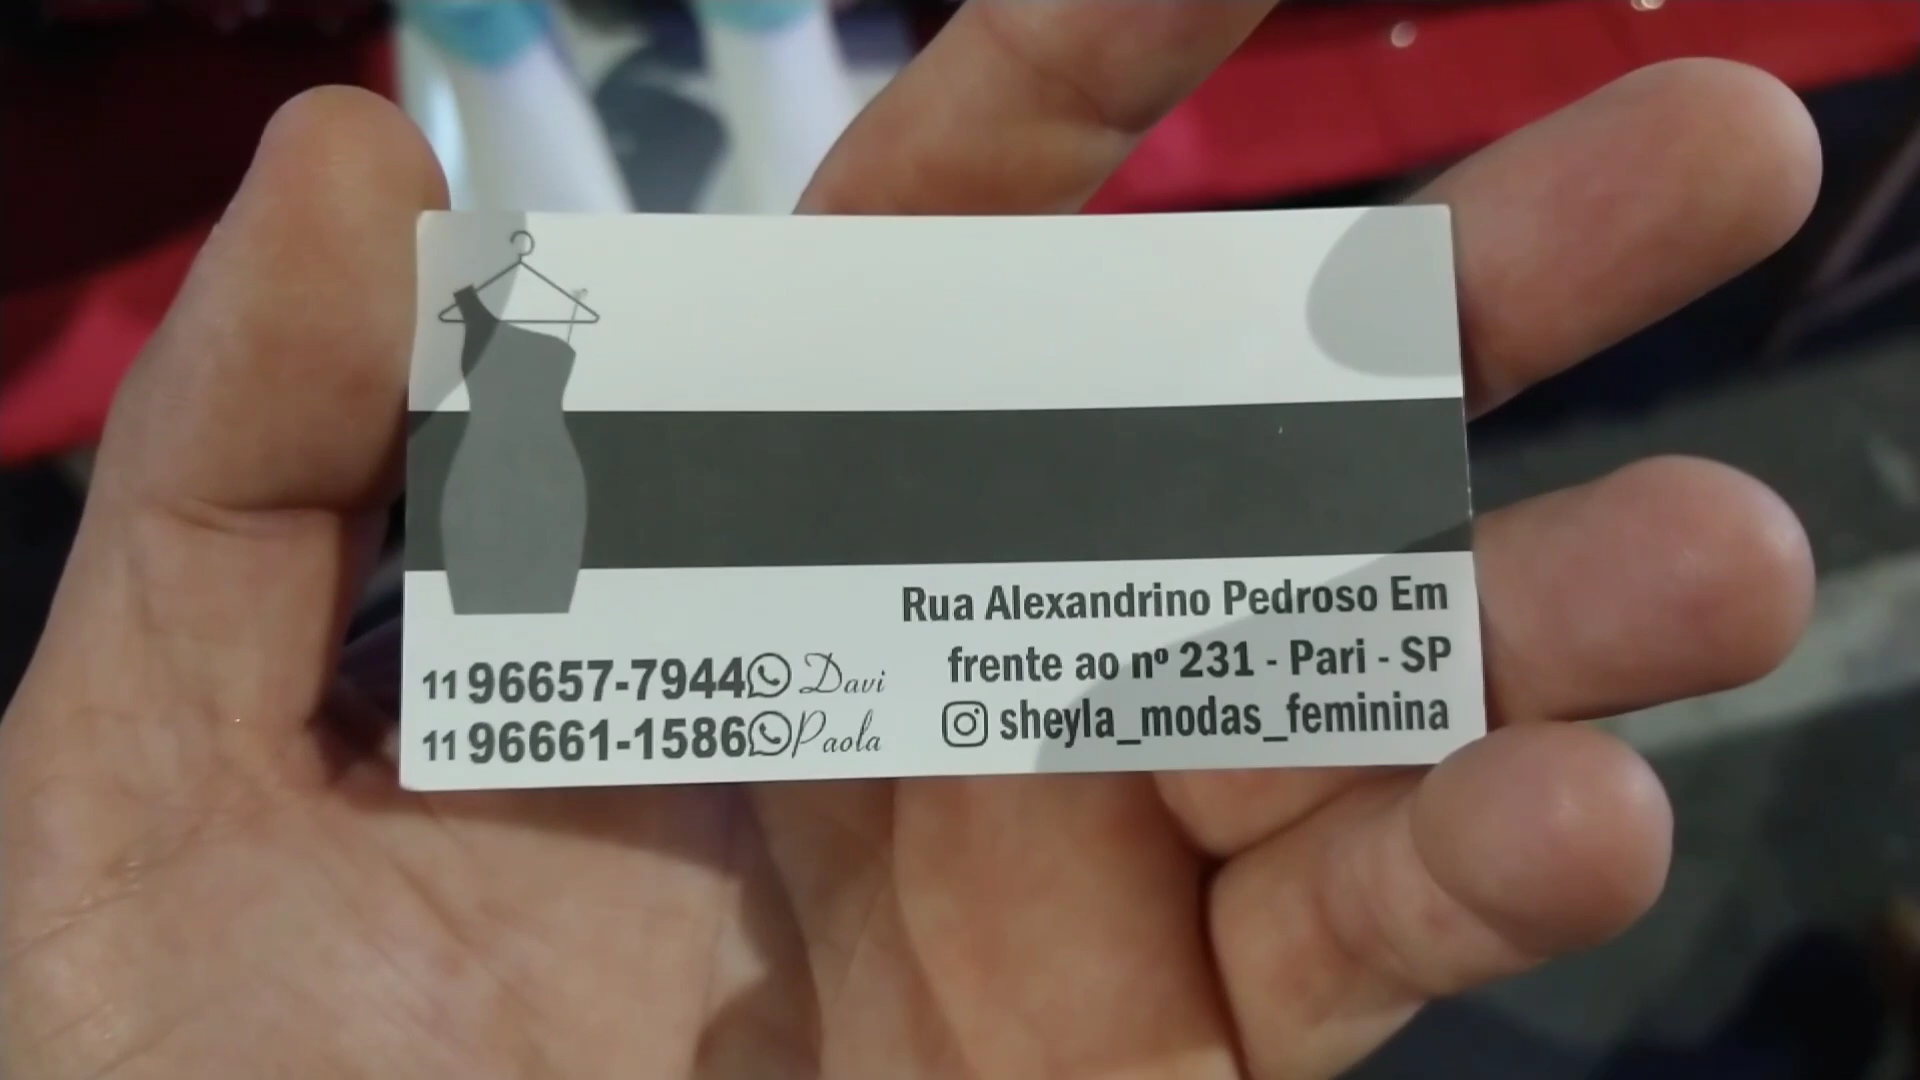 Rua Alexandrino Pedroso Em
frente ao nº 231 - Pari - SP
sheyla_modas_feminina
11 96657-7944 Davi
11 96661-1586 Paola